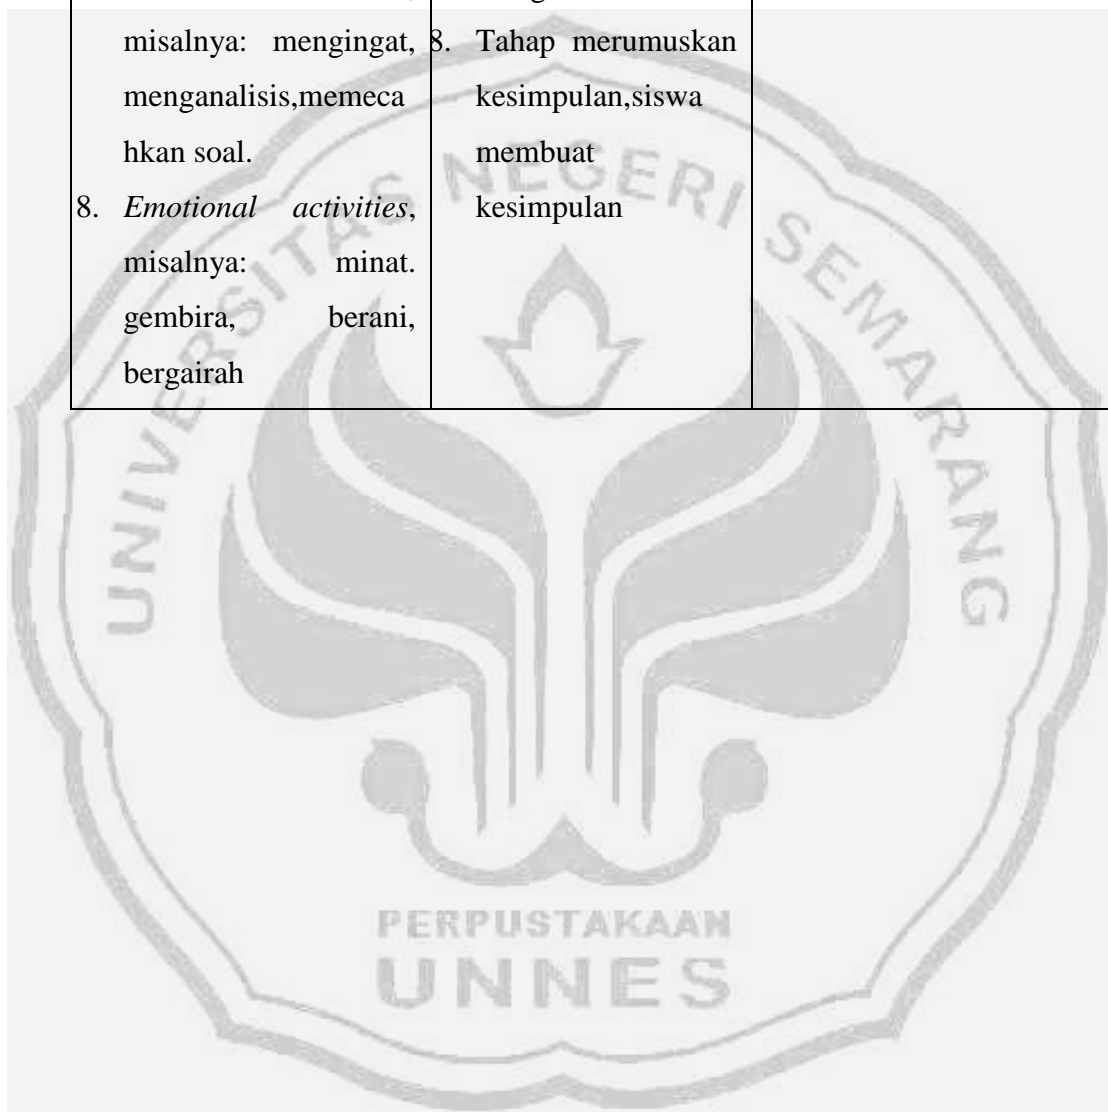 misalnya: mengingat,
menganalisis,memeca
hkan soal.
8. Emotional activities,
misalnya: minat.
gembira, berani,
bergairah
8. Tahap merumuskan
kesimpulan,siswa
membuat
kesimpulan
UNIVERSITAS NEGERI SEMARANG
PERPUSTAKAAN
UNNES